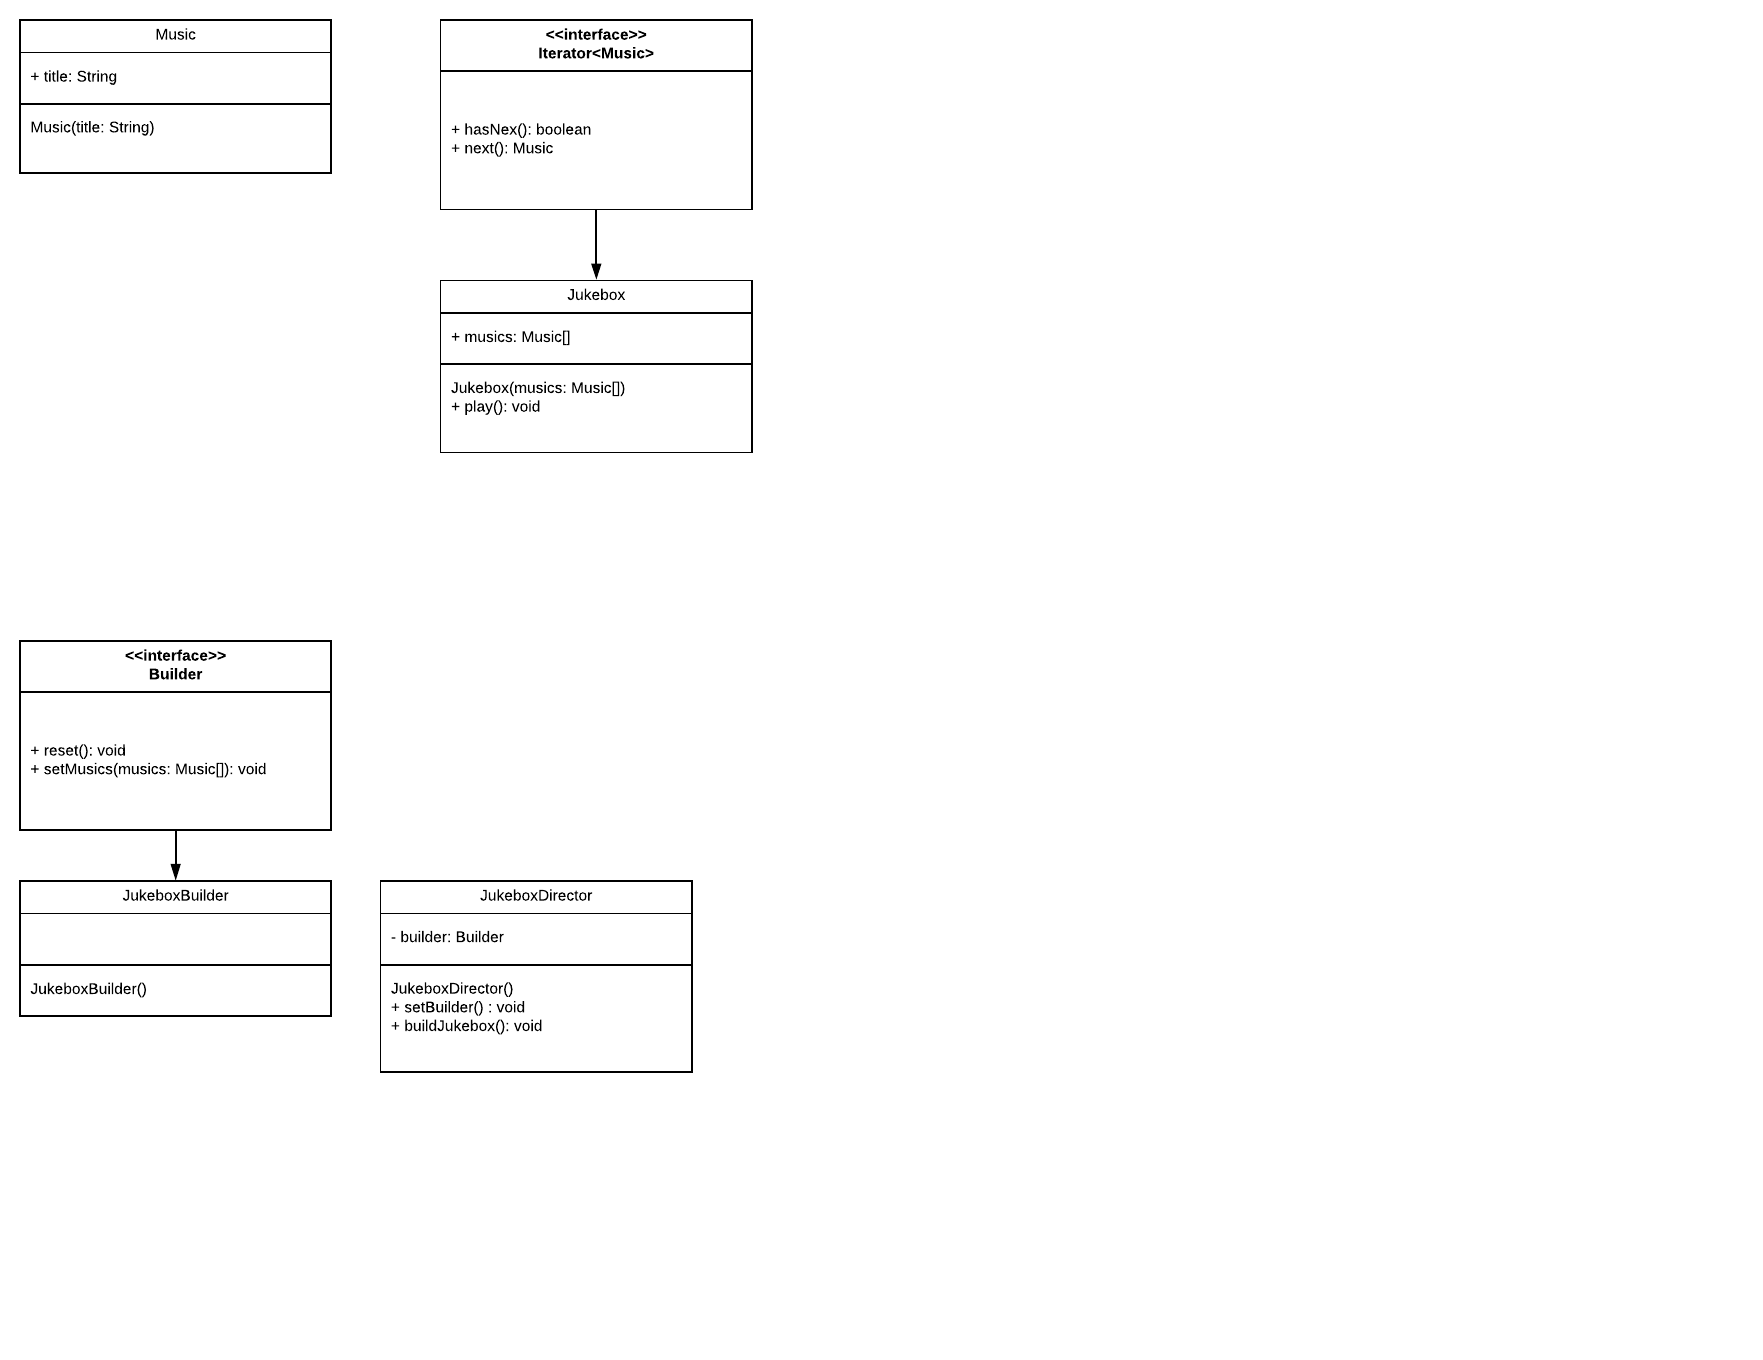 Music
+ title: String
Music(title: String)
<<interface>>
Iterator<Music>
+ hasNex(): boolean
+ next(): Music
Jukebox
+ musics: Music[]
Jukebox(musics: Music[])
+ play(): void
<<interface>>
Builder
+ reset(): void
+ setMusics(musics: Music[]): void
JukeboxBuilder
JukeboxBuilder()
JukeboxDirector
- builder: Builder
JukeboxDirector()
+ setBuilder() : void
+ buildJukebox(): void